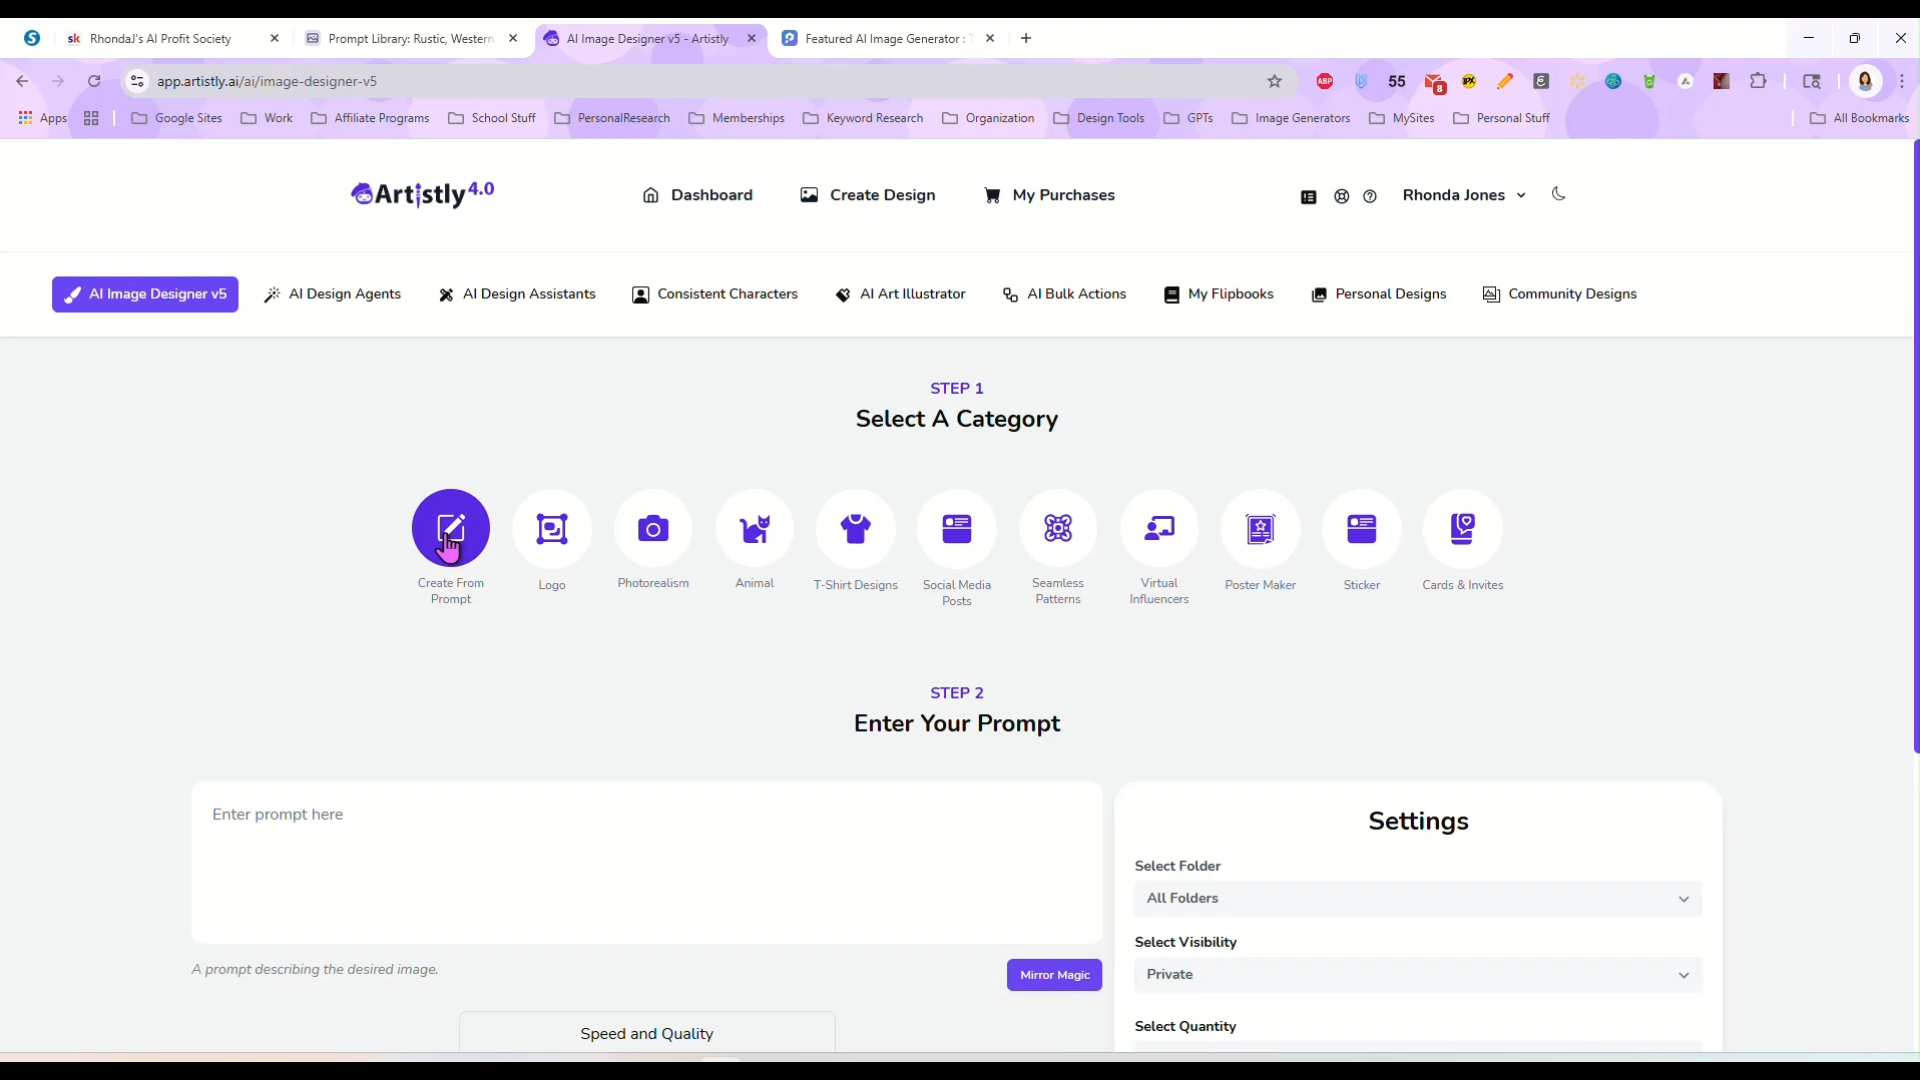 RhondaJ's AI Profit Society
Prompt Library: Rustic, Western
AI Image Designer v5 - Artistly
Featured AI Image Generator :
app.artistly.ai/ai/image-designer-v5
ABP
55
8
Apps
Google Sites
Work
Affiliate Programs
School Stuff
PersonalResearch
Memberships
Keyword Research
Organization
Design Tools
GPTs
Image Generators
MySites
Personal Stuff
All Bookmarks
Artistly 4.0
Dashboard
Create Design
My Purchases
Rhonda Jones
AI Image Designer v5
AI Design Agents
AI Design Assistants
Consistent Characters
AI Art Illustrator
AI Bulk Actions
My Flipbooks
Personal Designs
Community Designs
STEP 1
Select A Category
Create From
Prompt
Logo
Photorealism
Animal
T-Shirt Designs
Social Media
Posts
Seamless
Patterns
Virtual
Influencers
Poster Maker
Sticker
Cards & Invites
STEP 2
Enter Your Prompt
Enter prompt here
A prompt describing the desired image.
Mirror Magic
Speed and Quality
Settings
Select Folder
All Folders
Select Visibility
Private
Select Quantity